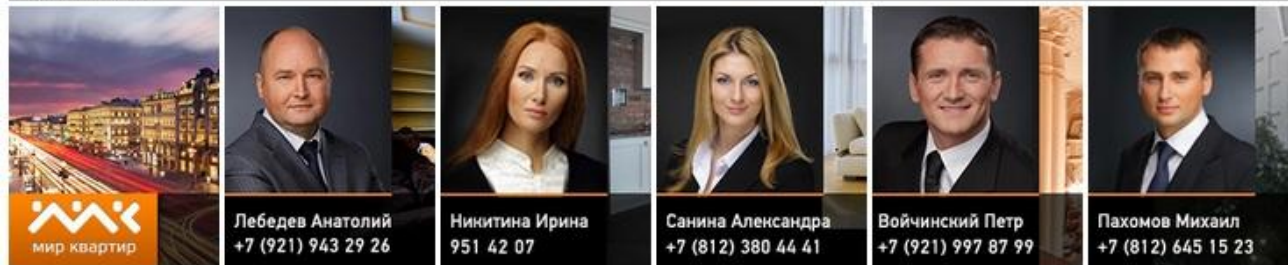 мир квартир
Лебедев Анатолий
+7 (921) 943 29 26
Никитина Ирина
951 42 07
Санина Александра
+7 (812) 380 44 41
Войчинский Петр
+7 (921) 997 87 99
Пахомов Михаил
+7 (812) 645 15 23